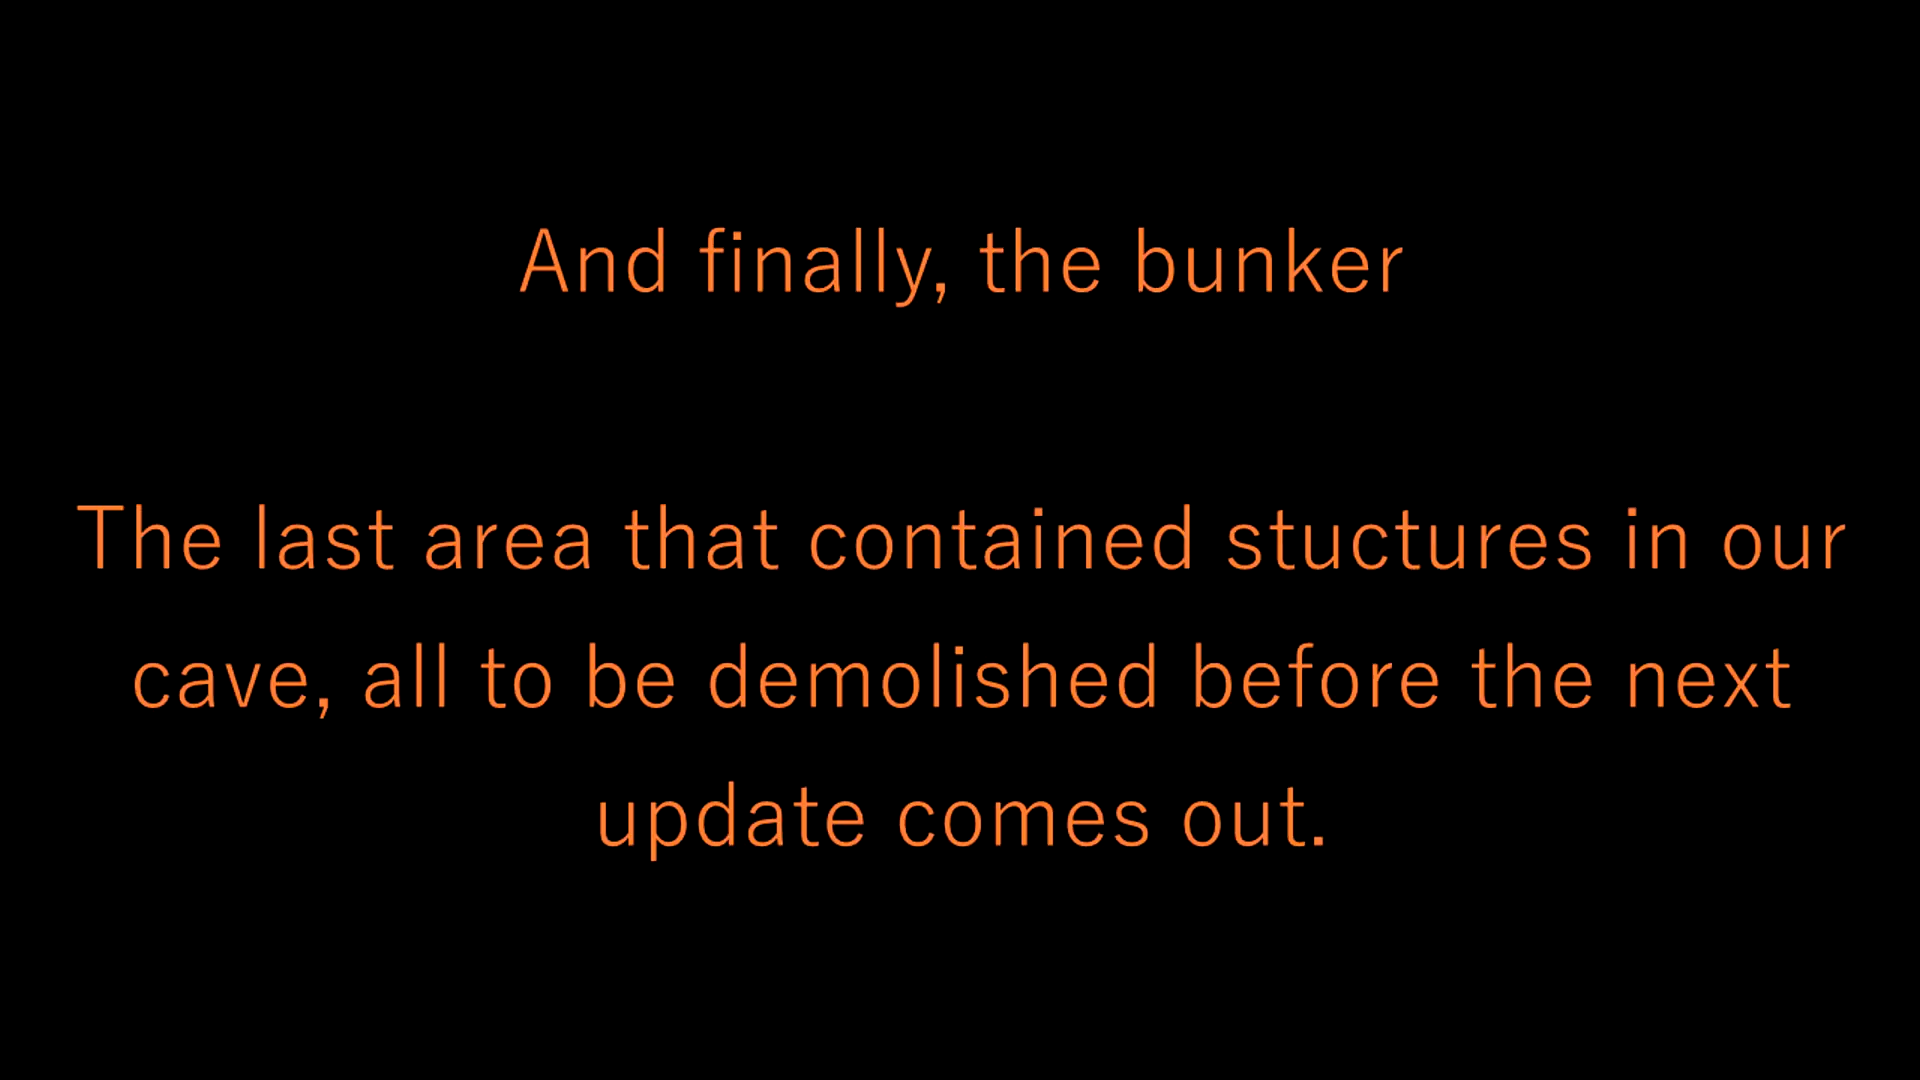 And finally, the bunker
The last area that contained stuctures in our
cave, all to be demolished before the next
update comes out.